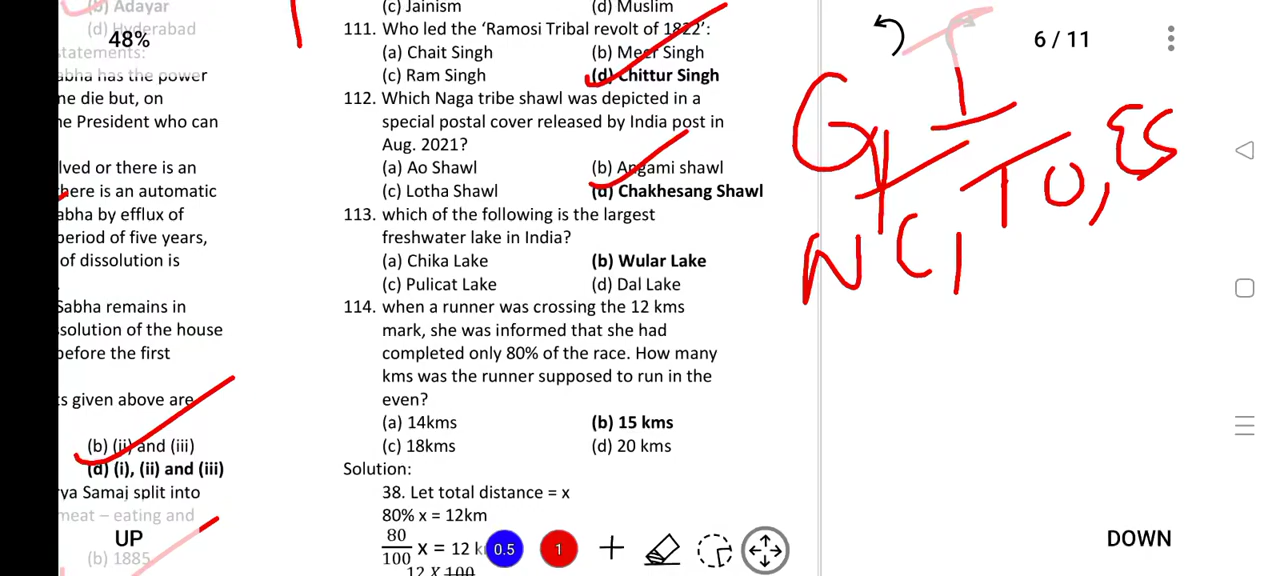 (b) Adayar
(d) Hyderabad
48%
statements:
abha has the power
ne die but, on
he President who can
lved or there is an
there is an automatic
abha by efflux of
period of five years,
of dissolution is
Sabha remains in
ssolution of the house
before the first
ts given above are
(b) (ii) and (iii)
(d) (i), (ii) and (iii)
rya Samaj split into
meat – eating and
UP
(b) 1885
(c) Jainism (d) Muslim
111. Who led the ‘Ramosi Tribal revolt of 1822’:
(a) Chait Singh (b) Meer Singh
(c) Ram Singh (d) Chittur Singh
112. Which Naga tribe shawl was depicted in a
special postal cover released by India post in
Aug. 2021?
(a) Ao Shawl (b) Angami shawl
(c) Lotha Shawl (d) Chakhesang Shawl
113. which of the following is the largest
freshwater lake in India?
(a) Chika Lake (b) Wular Lake
(c) Pulicat Lake (d) Dal Lake
114. when a runner was crossing the 12 kms
mark, she was informed that she had
completed only 80% of the race. How many
kms was the runner supposed to run in the
even?
(a) 14kms (b) 15 kms
(c) 18kms (d) 20 kms
Solution:
38. Let total distance = x
80% x = 12km
80
100 x = 12 k
12 X 100
0.5
1
6 / 11
DOWN